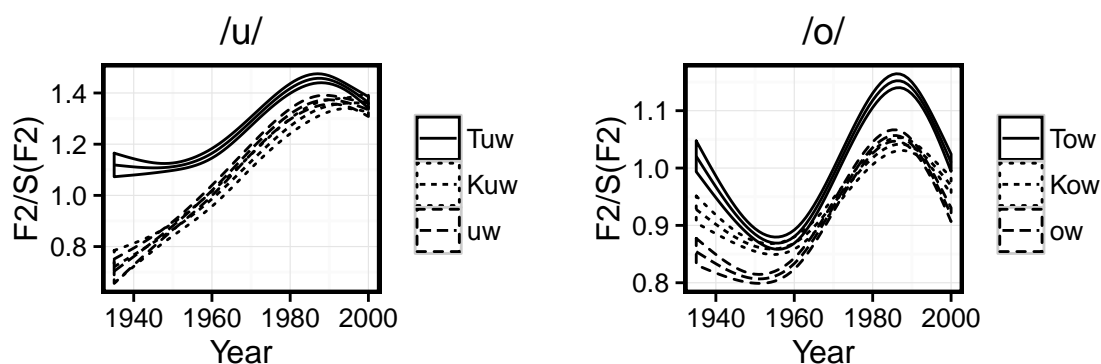 /u/
F2/S(F2)
1.4
1.2
1.0
0.8
1940 1960 1980 2000
Year
Tuw
Kuw
uw
/o/
F2/S(F2)
1.1
1.0
0.9
0.8
1940 1960 1980 2000
Year
Tow
Kow
ow